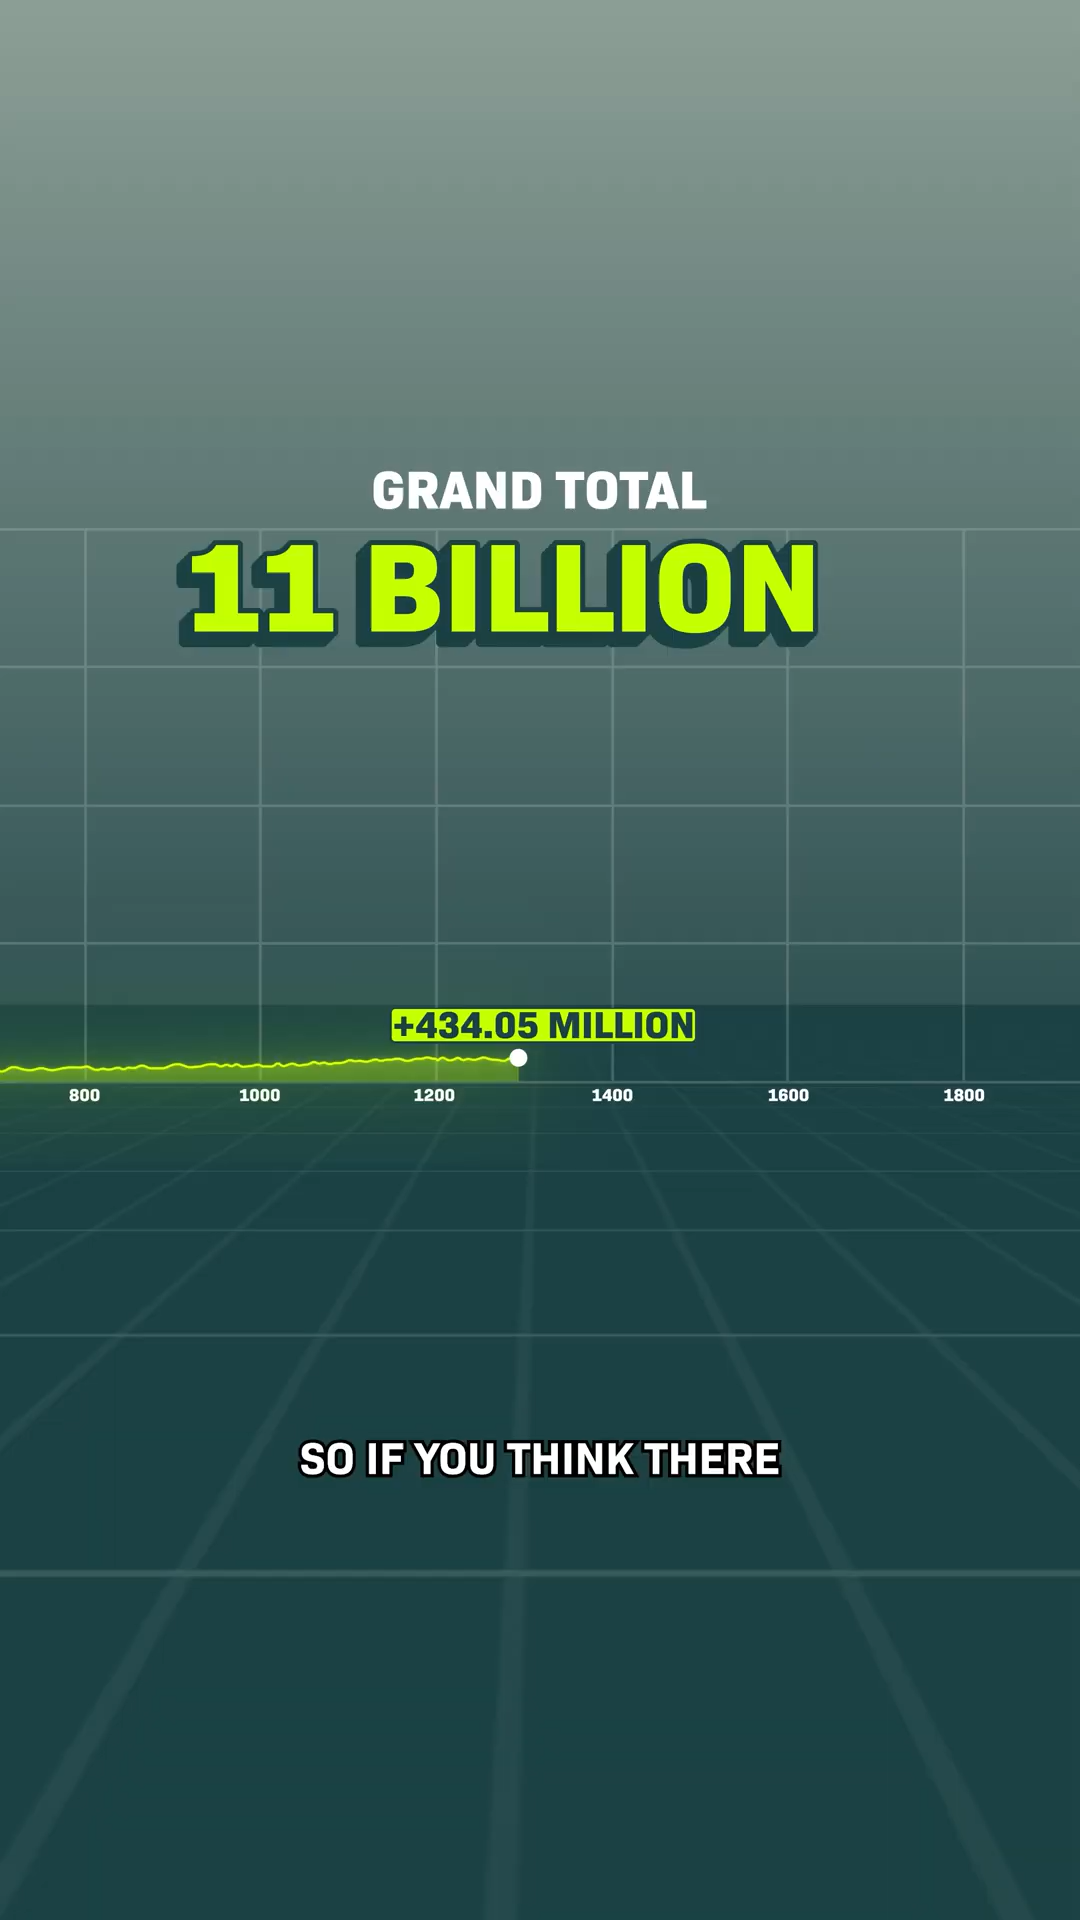 GRAND TOTAL
11 BILLION
+434.05 MILLION
800 1000 1200 1400 1600 1800
SO IF YOU THINK THERE